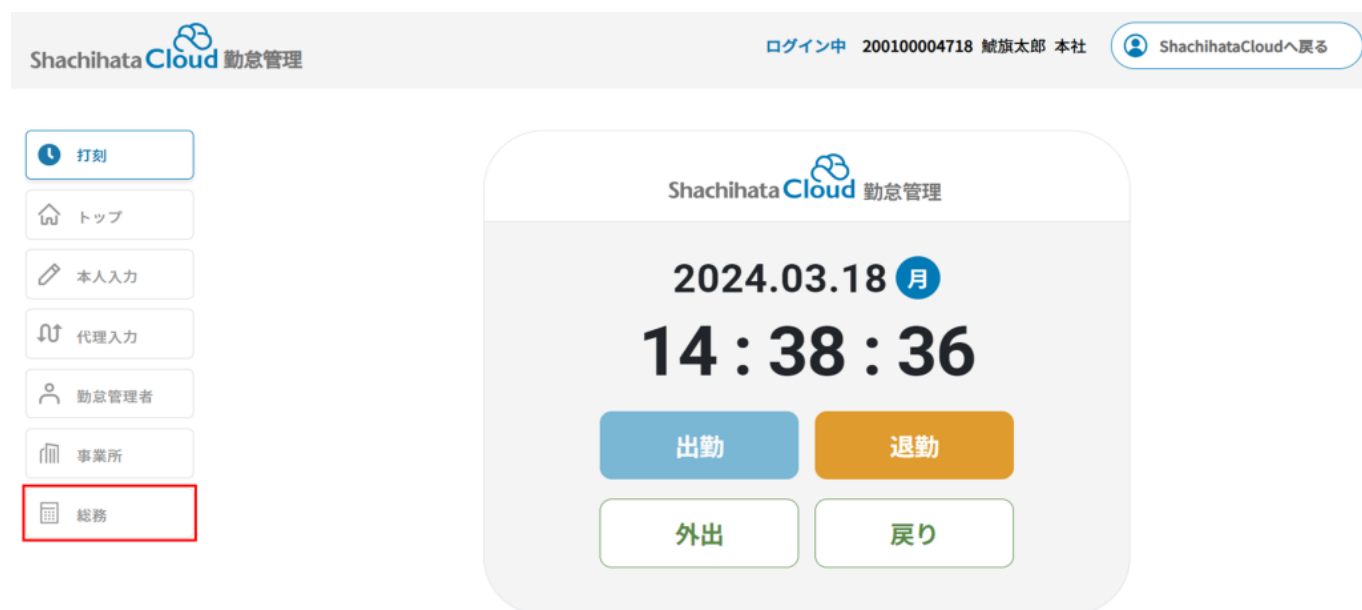 Shachihata Cloud 勤怠管理
ログイン中 200100004718 鯱旗太郎 本社
ShachihataCloudへ戻る
打刻
トップ
本人入力
代理入力
勤怠管理者
事業所
総務
Shachihata Cloud 勤怠管理
2024.03.18 月
14 : 38 : 36
出勤
退勤
外出
戻り